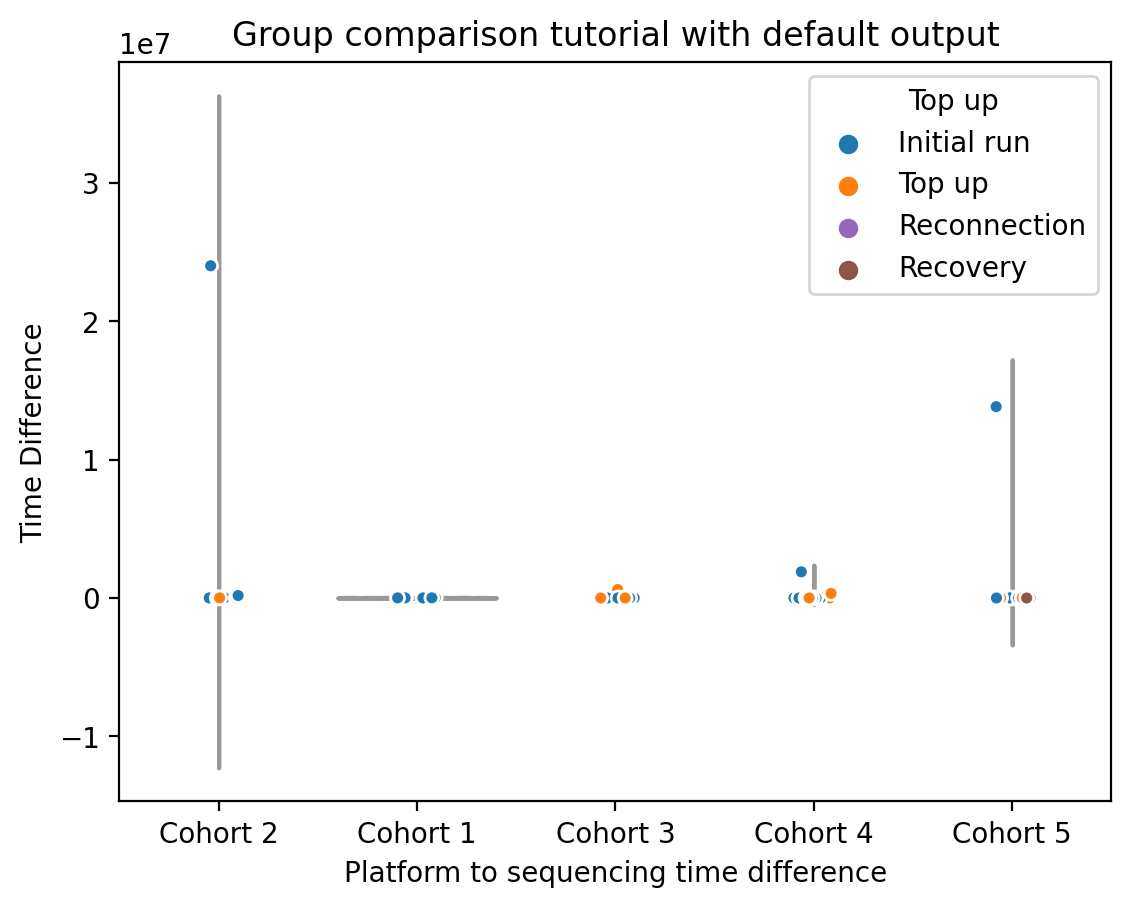 Group comparison tutorial with default output
1e7
Top up
Initial run
Top up
Reconnection
Recovery
3
2
1
0
−1
Time Difference
Cohort 2 Cohort 1 Cohort 3 Cohort 4 Cohort 5
Platform to sequencing time difference